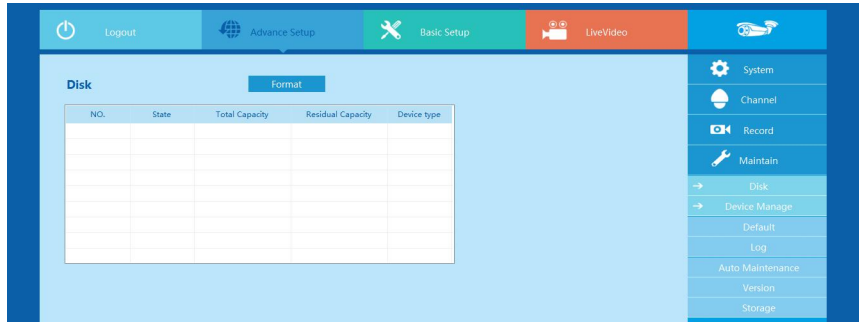 Logout Advance Setup Basic Setup LiveVideo
Disk Format
NO. State Total Capacity Residual Capacity Device type
System
Channel
Record
Maintain
Disk
Device Manage
Default
Log
Auto Maintenance
Version
Storage